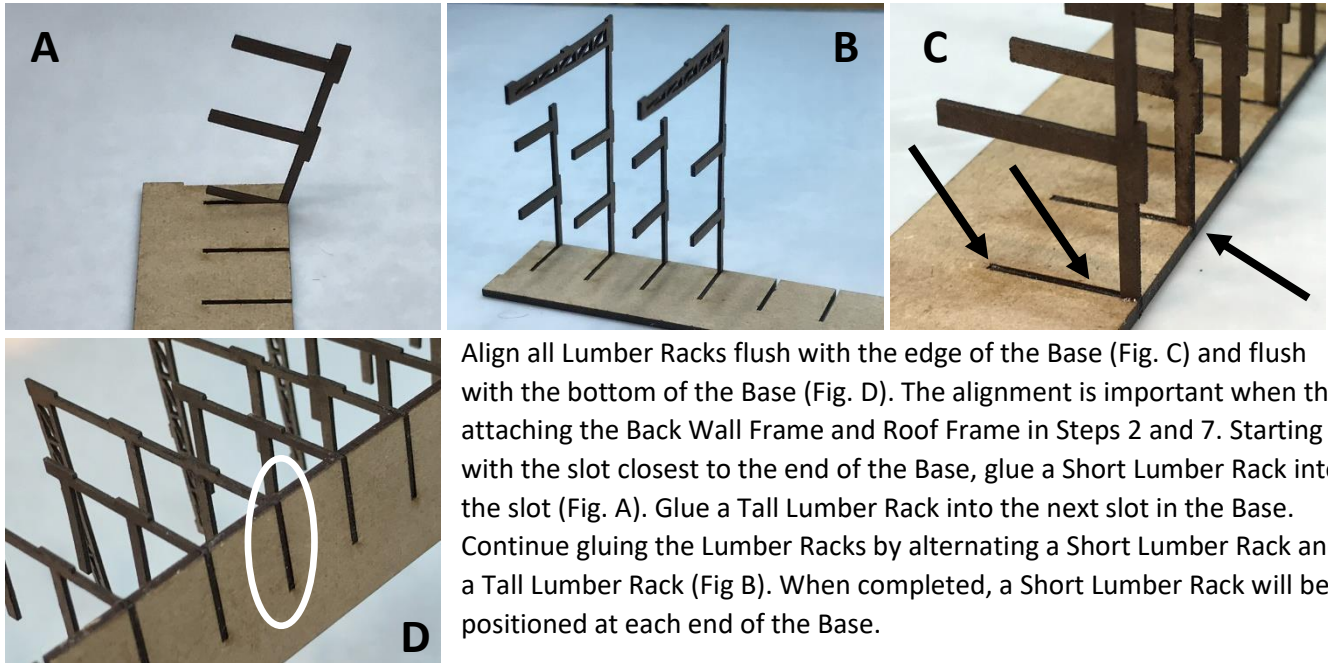 A
B
C
D
Align all Lumber Racks flush with the edge of the Base (Fig. C) and flush
with the bottom of the Base (Fig. D). The alignment is important when th
attaching the Back Wall Frame and Roof Frame in Steps 2 and 7. Starting
with the slot closest to the end of the Base, glue a Short Lumber Rack int
the slot (Fig. A). Glue a Tall Lumber Rack into the next slot in the Base.
Continue gluing the Lumber Racks by alternating a Short Lumber Rack an
a Tall Lumber Rack (Fig B). When completed, a Short Lumber Rack will be
positioned at each end of the Base.